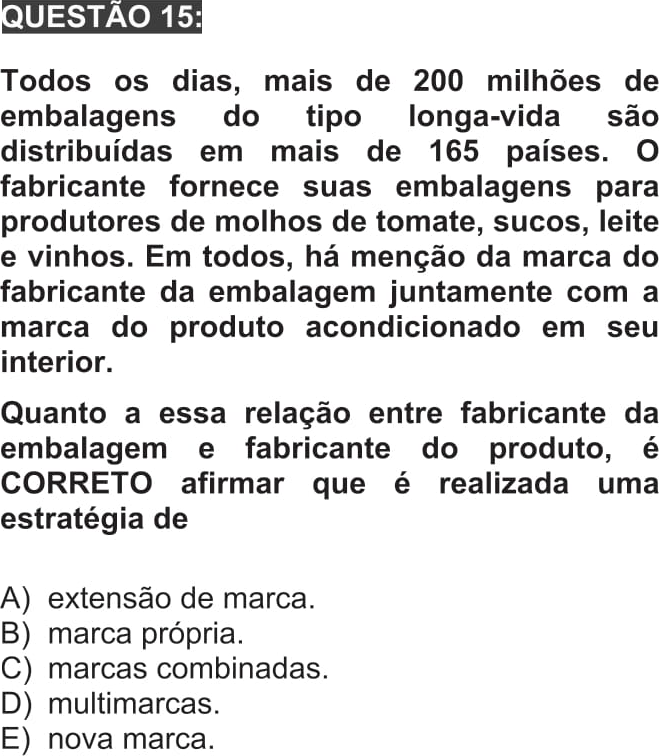 QUESTÃO 15:
Todos os dias, mais de 200 milhões de
embalagens do tipo longa-vida são
distribuídas em mais de 165 países. O
fabricante fornece suas embalagens para
produtores de molhos de tomate, sucos, leite
e vinhos. Em todos, há menção da marca do
fabricante da embalagem juntamente com a
marca do produto acondicionado em seu
interior.
Quanto a essa relação entre fabricante da
embalagem e fabricante do produto, é
CORRETO afirmar que é realizada uma
estratégia de
A) extensão de marca.
B) marca própria.
C) marcas combinadas.
D) multimarcas.
E) nova marca.